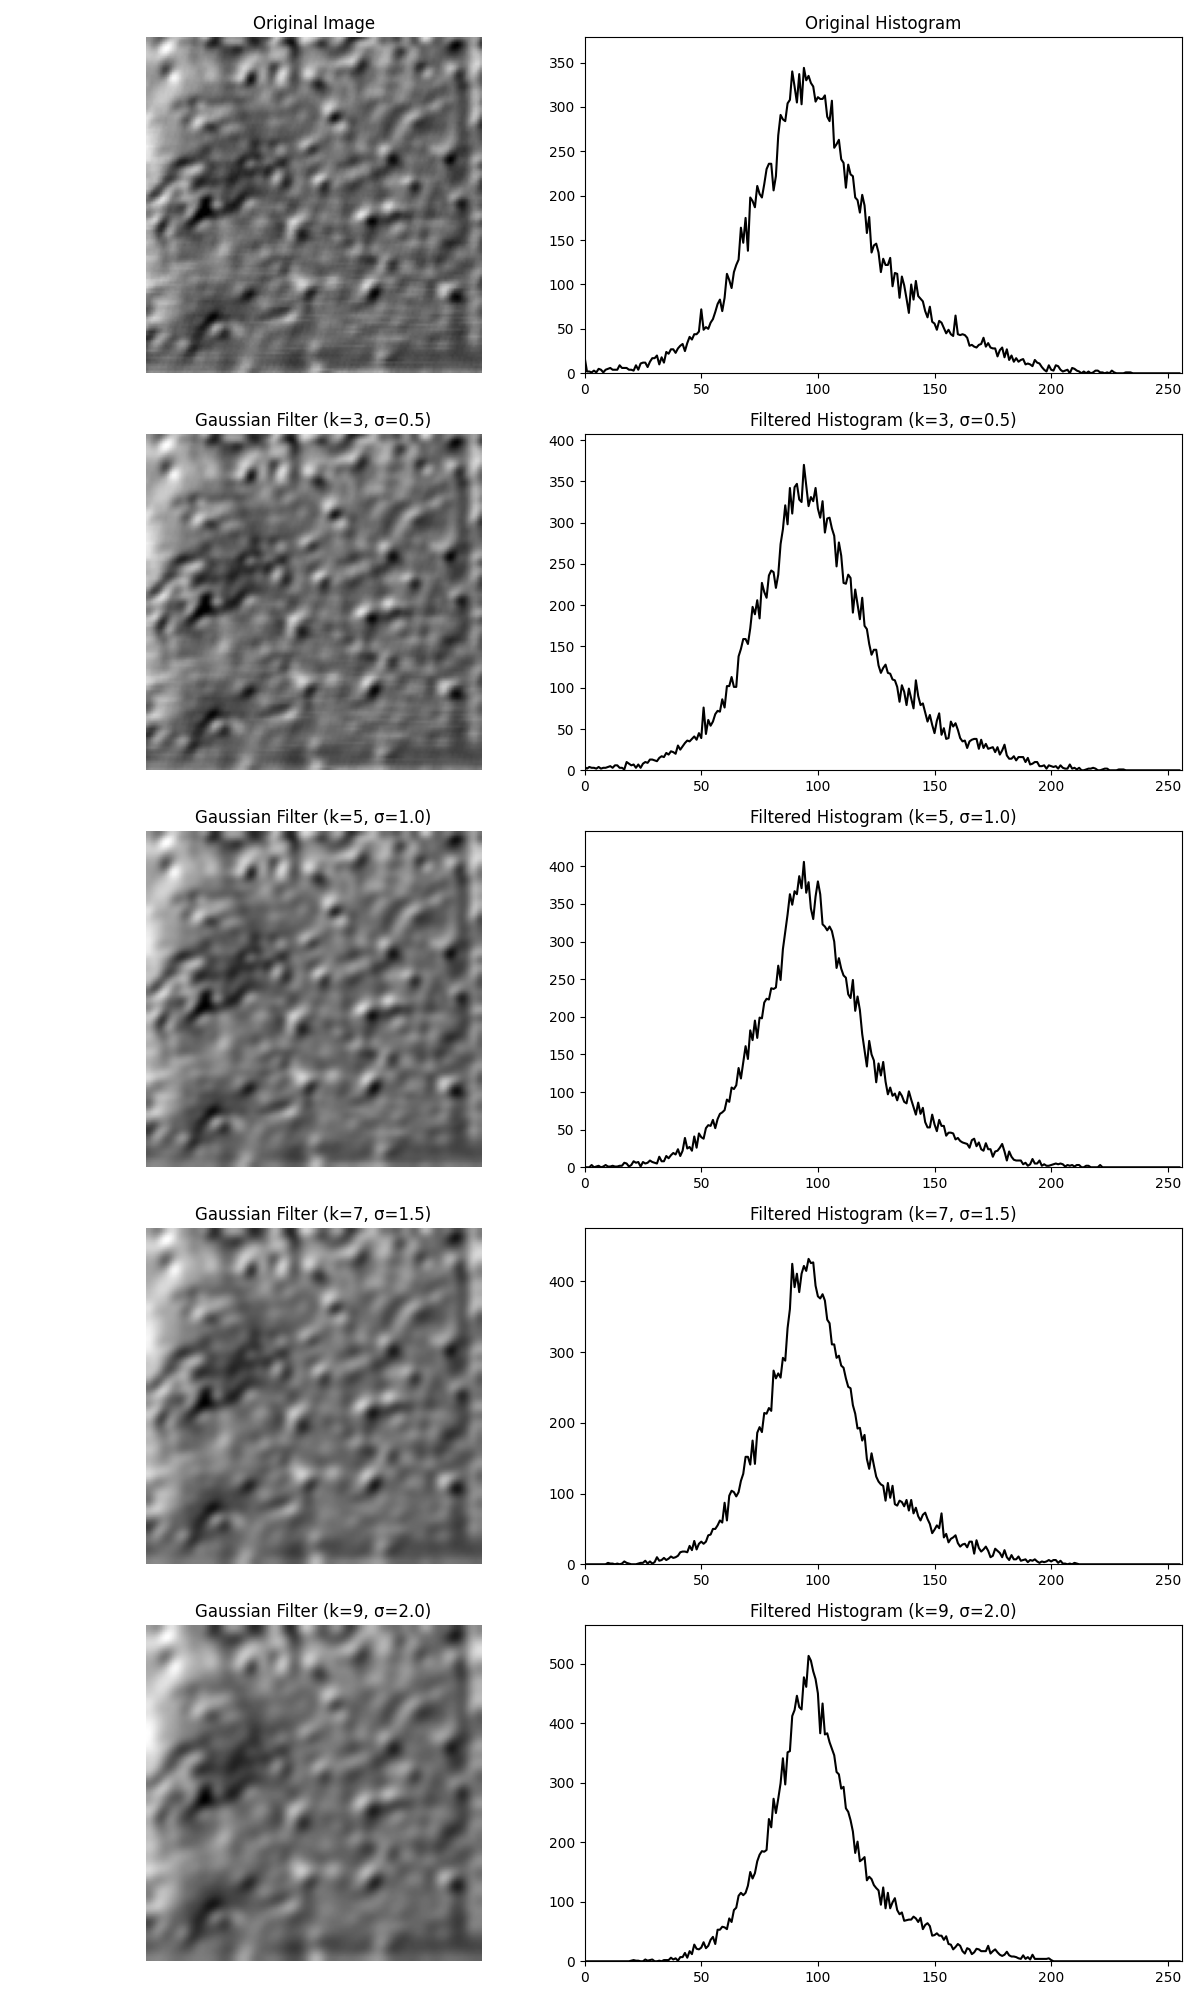 Original Image
Original Histogram
350
300
250
200
150
100
50
0
0 50 100 150 200 250
Gaussian Filter (k=3, σ=0.5)
Filtered Histogram (k=3, σ=0.5)
400
350
300
250
200
150
100
50
0
0 50 100 150 200 250
Gaussian Filter (k=5, σ=1.0)
Filtered Histogram (k=5, σ=1.0)
400
350
300
250
200
150
100
50
0
0 50 100 150 200 250
Gaussian Filter (k=7, σ=1.5)
Filtered Histogram (k=7, σ=1.5)
400
300
200
100
0
0 50 100 150 200 250
Gaussian Filter (k=9, σ=2.0)
Filtered Histogram (k=9, σ=2.0)
500
400
300
200
100
0
0 50 100 150 200 250